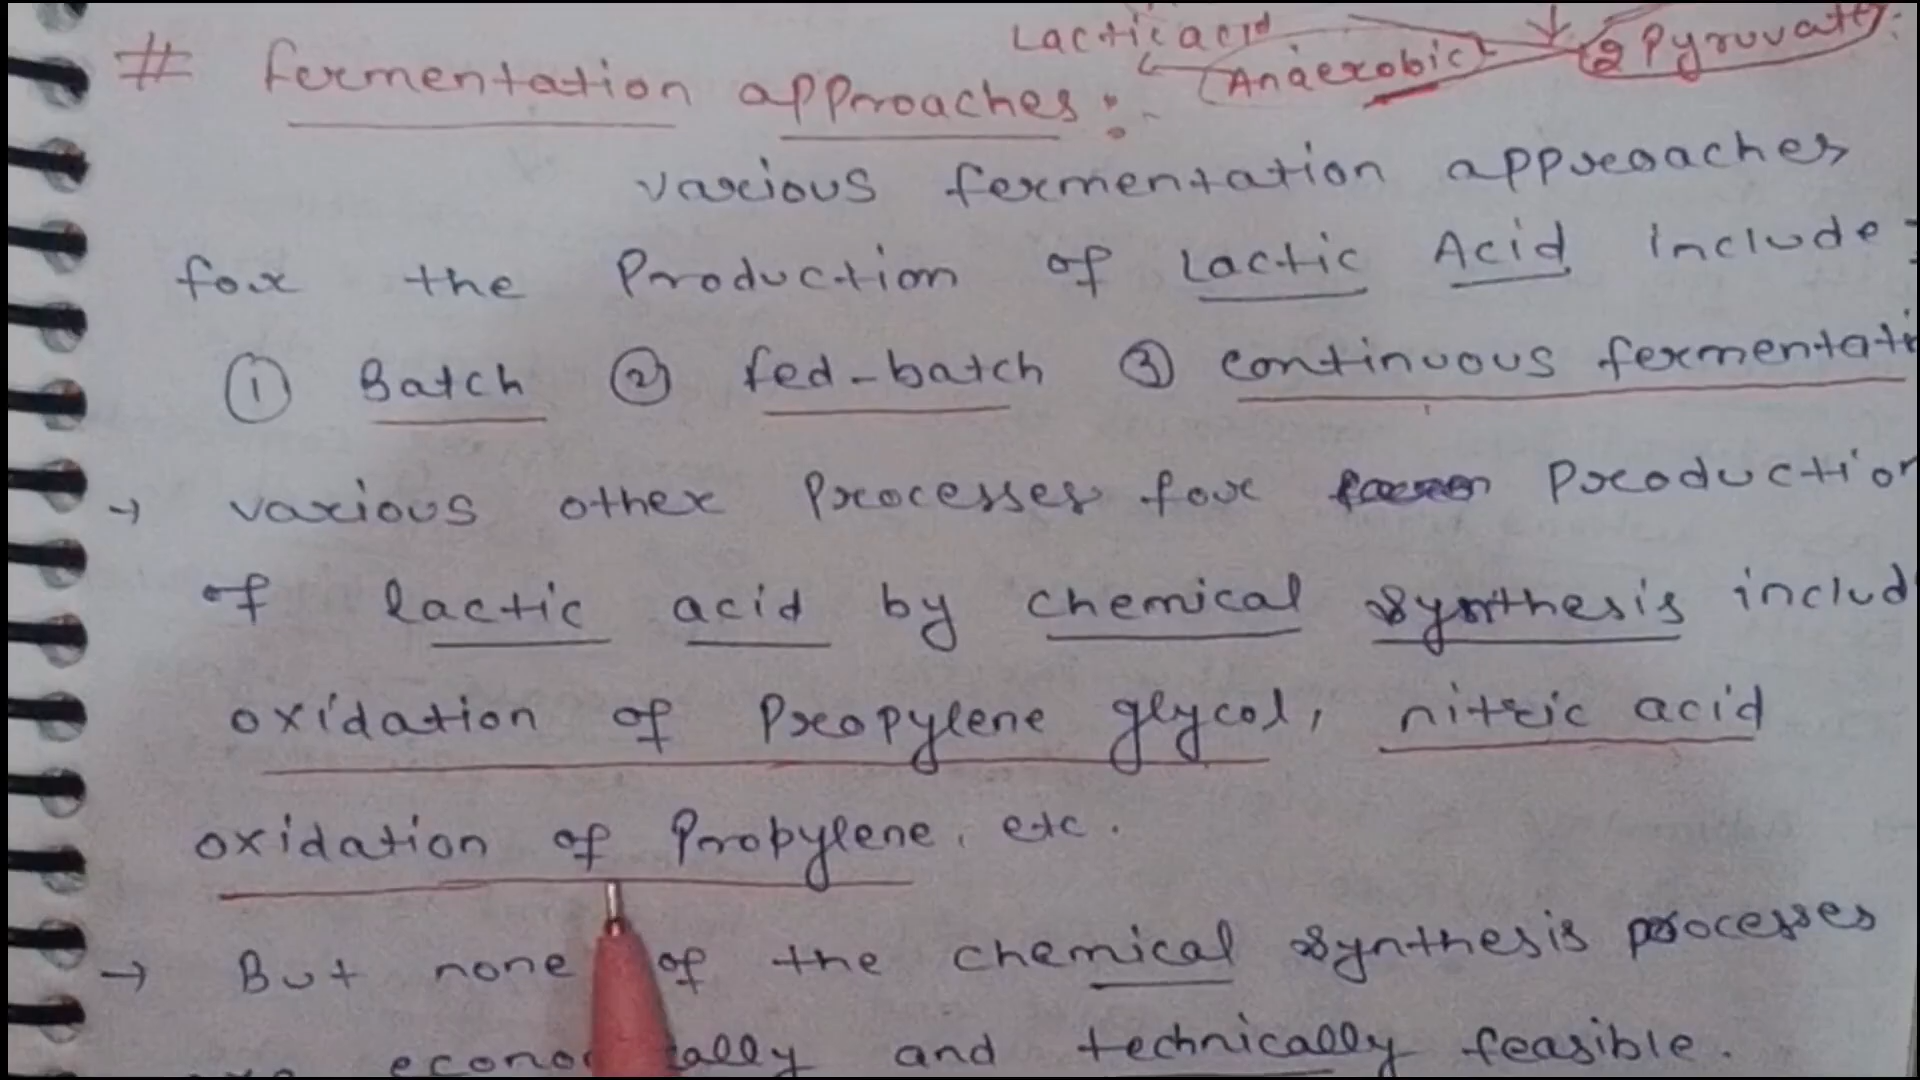 Lactic acid Anaerobic 2 Pyruvate
# fermentation approaches:
various fermentation approaches
for the Production of Lactic Acid include:
① Batch ② fed-batch ③ continuous fermentati
→ various other Processes for Production
of lactic acid by chemical synthesis includ
oxidation of Propylene glycol, nitric acid
oxidation of Propylene, etc.
→ But none of the chemical synthesis processes
and technically feasible.